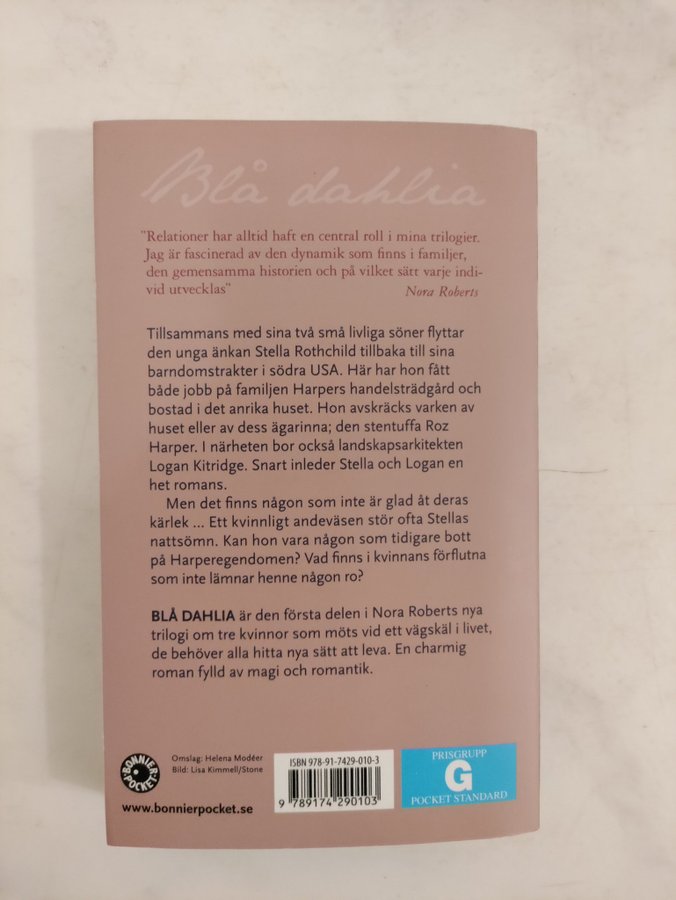 Blå dahlia
"Relationer har alltid haft en central roll i mina trilogier.
Jag är fascinerad av den dynamik som finns i familjer,
den gemensamma historien och på vilket sätt varje indi-
vid utvecklas"
Nora Roberts
Tillsammans med sina två små livliga söner flyttar
den unga änkan Stella Rothchild tillbaka till sina
barndomstrakter i södra USA. Här har hon fått
både jobb på familjen Harpers handelsträdgård och
bostad i det anrika huset. Hon avskräcks varken av
huset eller av dess ägarinna; den stentuffa Roz
Harper. I närheten bor också landskapsarkitekten
Logan Kitridge. Snart inleder Stella och Logan en
het romans.
Men det finns någon som inte är glad åt deras
kärlek ... Ett kvinnligt andeväsen stör ofta Stellas
nattsömn. Kan hon vara någon som tidigare bott
på Harperegendomen? Vad finns i kvinnans förflutna
som inte lämnar henne någon ro?
BLÅ DAHLIA är den första delen i Nora Roberts nya
trilogi om tre kvinnor som möts vid ett vägskäl i livet,
de behöver alla hitta nya sätt att leva. En charmig
roman fylld av magi och romantik.
BONNIER
POCKET
www.bonnierpocket.se
Omslag: Helena Modéer
Bild: Lisa Kimmell/Stone
ISBN 978-91-7429-010-3
9 789174 290103
PRISGRUPP
G
POCKET STANDARD